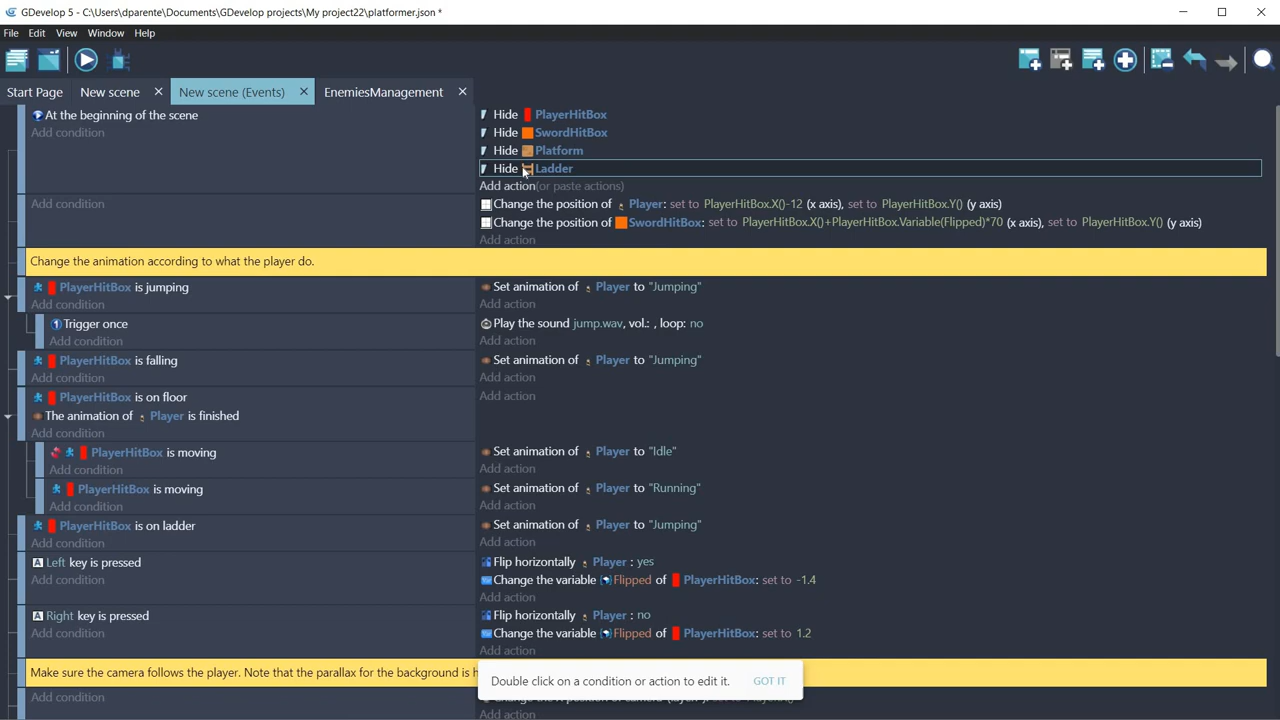 GDevelop 5 - C:\Users\dparente\Documents\GDevelop projects\My project22\platformer.json *
File Edit View Window Help
Start Page New scene New scene (Events) EnemiesManagement
At the beginning of the scene
Add condition
Hide PlayerHitBox
Hide SwordHitBox
Hide Platform
Hide Ladder
Add action(or paste actions)
Add condition
Change the position of Player: set to PlayerHitBox.X()-12 (x axis), set to PlayerHitBox.Y() (y axis)
Change the position of SwordHitBox: set to PlayerHitBox.X()+PlayerHitBox.Variable(Flipped)*70 (x axis), set to PlayerHitBox.Y() (y axis)
Add action
Change the animation according to what the player do.
PlayerHitBox is jumping
Add condition
Set animation of Player to "Jumping"
Add action
Trigger once
Add condition
Play the sound jump.wav, vol.: , loop: no
Add action
PlayerHitBox is falling
Add condition
Set animation of Player to "Jumping"
Add action
PlayerHitBox is on floor
The animation of Player is finished
Add condition
Add action
PlayerHitBox is moving
Add condition
Set animation of Player to "Idle"
Add action
PlayerHitBox is moving
Add condition
Set animation of Player to "Running"
Add action
PlayerHitBox is on ladder
Add condition
Set animation of Player to "Jumping"
Add action
Left key is pressed
Add condition
Flip horizontally Player : yes
Change the variable Flipped of PlayerHitBox: set to -1.4
Add action
Right key is pressed
Add condition
Flip horizontally Player : no
Change the variable Flipped of PlayerHitBox: set to 1.2
Add action
Make sure the camera follows the player. Note that the parallax for the background is
Double click on a condition or action to edit it. GOT IT
Add condition
Add action